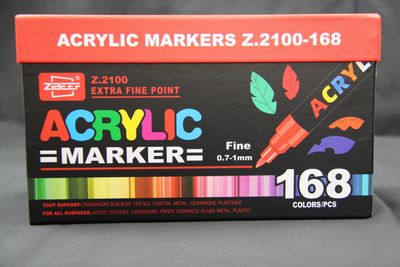 ACRYLIC MARKERS Z.2100-168
Z.2100
EXTRA FINE POINT
ACRYLIC
=MARKER=
Fine
0.7-1mm
ACRYL
168
COLORS/PCS
TOUT SUPPORT: PERMANENT SUR BOIS, TEXTILE, CARTON, METAL, CERAMIQUE, PLASTIQUE
FOR ALL SURFACES: WOOD, TEXTILES, CARDBOARD, PAPER, CERAMICS, GLASS, METAL, PLASTIC